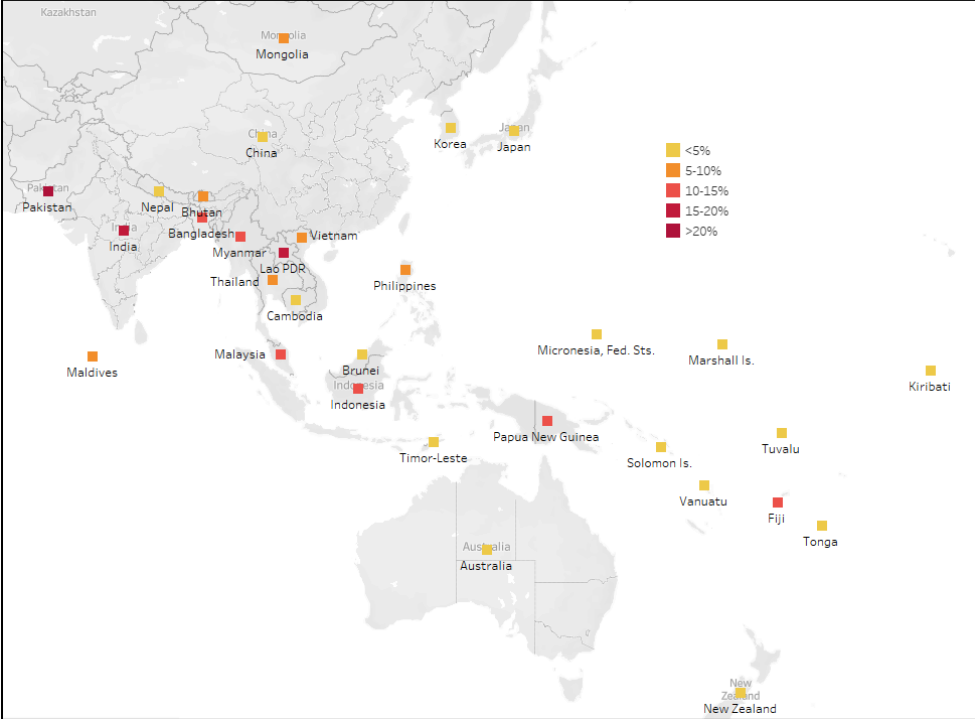 Kazakhstan
Mongolia
Mongolia
China
China
Korea
Japan
Japan
<5%
5-10%
10-15%
15-20%
>20%
Pakistan
Pakistan
Nepal
Bhutan
Bangladesh
India
India
Myanmar
Vietnam
Lao PDR
Thailand
Philippines
Cambodia
Maldives
Malaysia
Brunei
Indonesia
Indonesia
Micronesia, Fed. Sts.
Marshall Is.
Kiribati
Papua New Guinea
Timor-Leste
Solomon Is.
Tuvalu
Vanuatu
Fiji
Tonga
Australia
Australia
New
Zealand
New Zealand